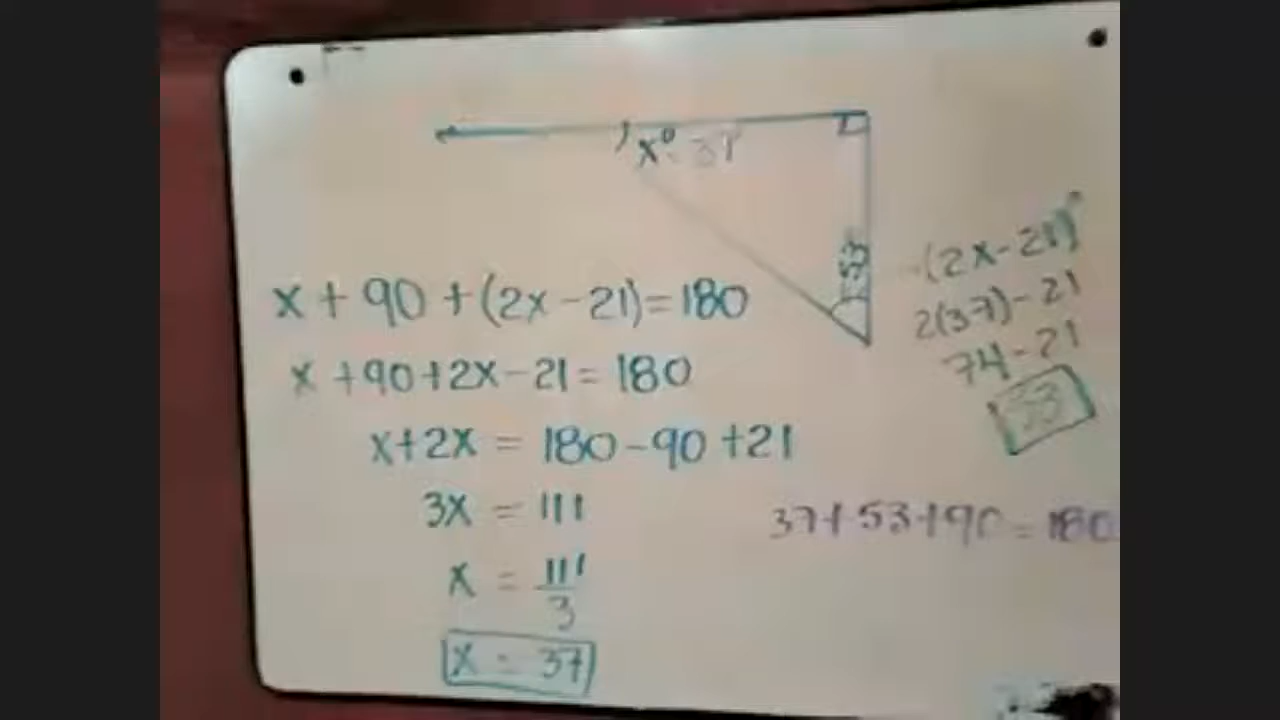 x° = 37
53
x + 90 + (2x - 21) = 180
x + 90 + 2x - 21 = 180
x + 2x = 180 - 90 + 21
3x = 111
x = 111/3
x = 37
(2x - 21)°
2(37) - 21
74 - 21
53
37 + 53 + 90 = 180